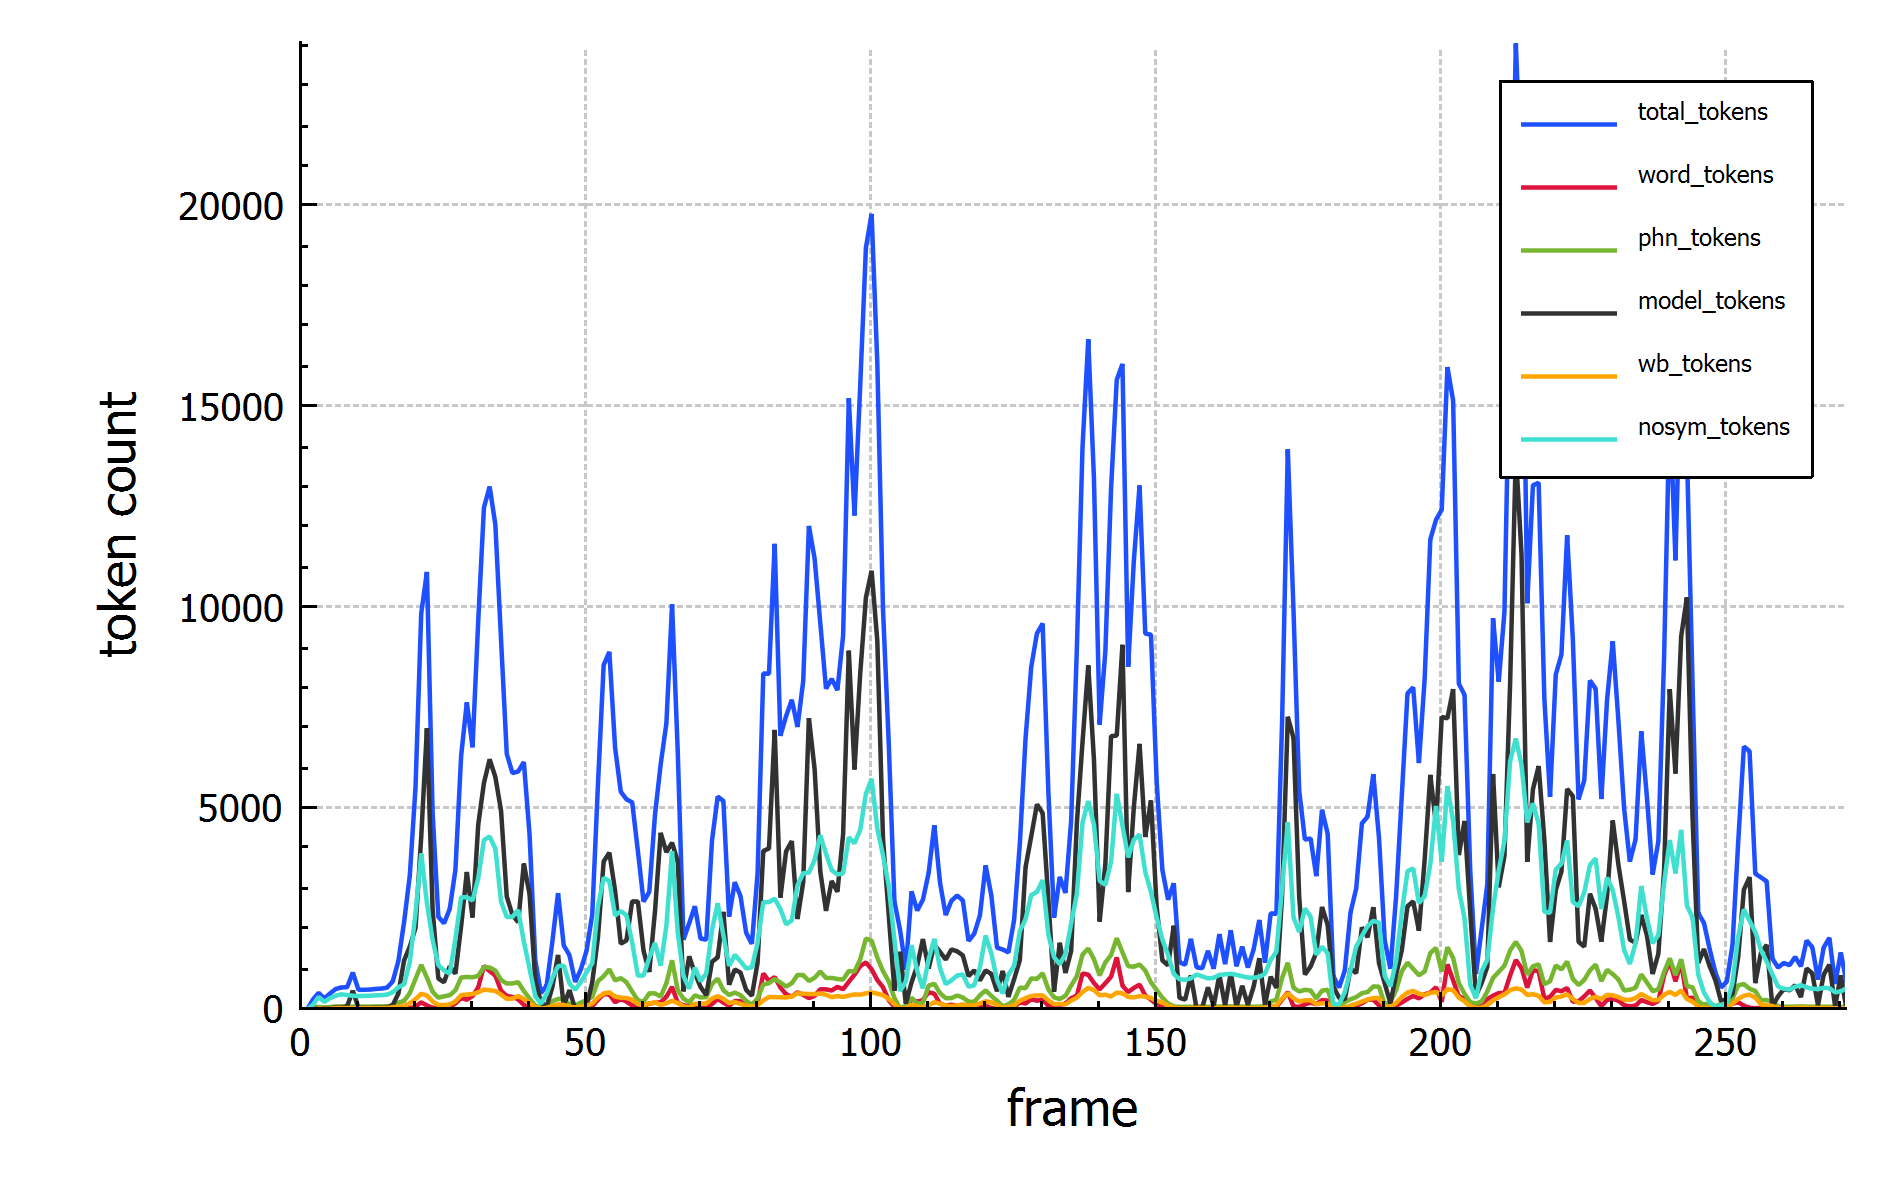 total_tokens
word_tokens
phn_tokens
model_tokens
wb_tokens
nosym_tokens
20000
15000
10000
5000
0
token count
0 50 100 150 200 250
frame